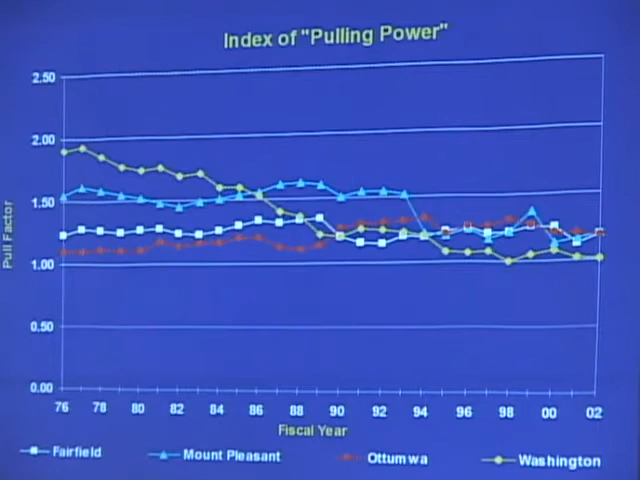 Index of "Pulling Power"
2.50
2.00
1.50
1.00
0.50
0.00
Pull Factor
76 78 80 82 84 86 88 90 92 94 96 98 00 02
Fiscal Year
Fairfield Mount Pleasant Ottumwa Washington